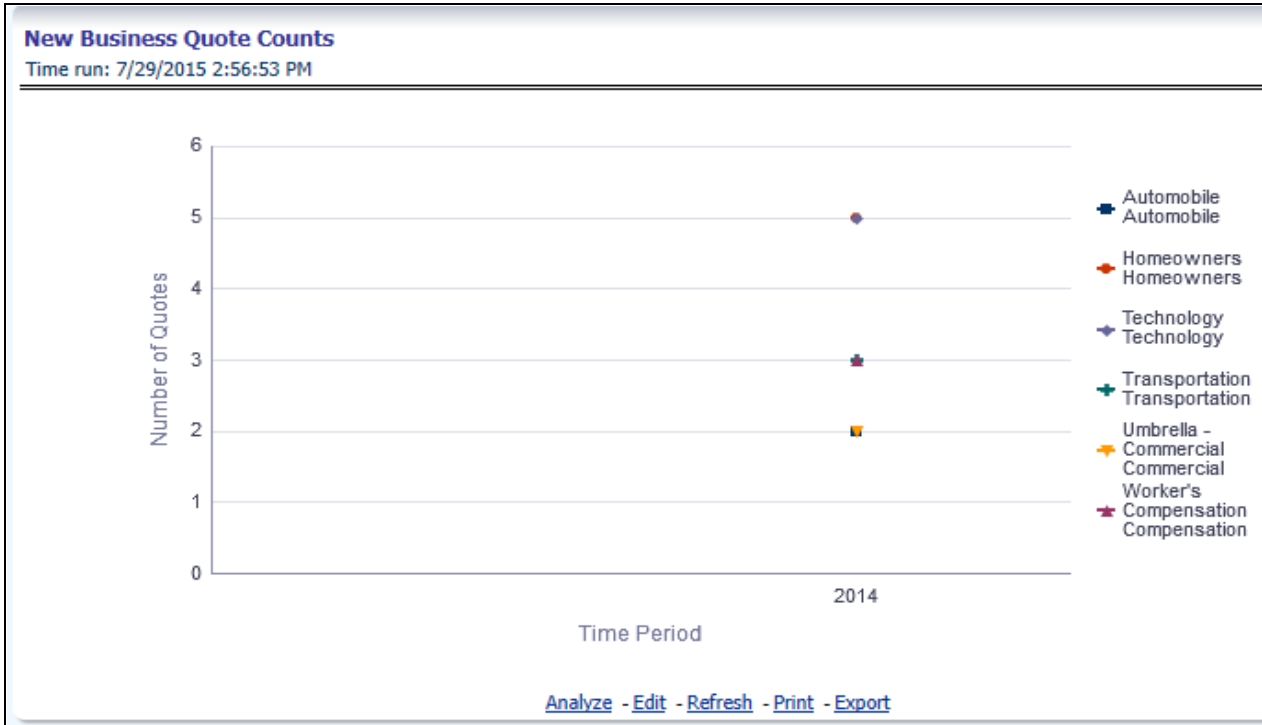 New Business Quote Counts
Time run: 7/29/2015 2:56:53 PM
6
5
4
3
2
1
0
Number of Quotes
2014
Time Period
Automobile
Automobile
Homeowners
Homeowners
Technology
Technology
Transportation
Transportation
Umbrella -
Commercial
Commercial
Worker's
Compensation
Compensation
Analyze - Edit - Refresh - Print - Export